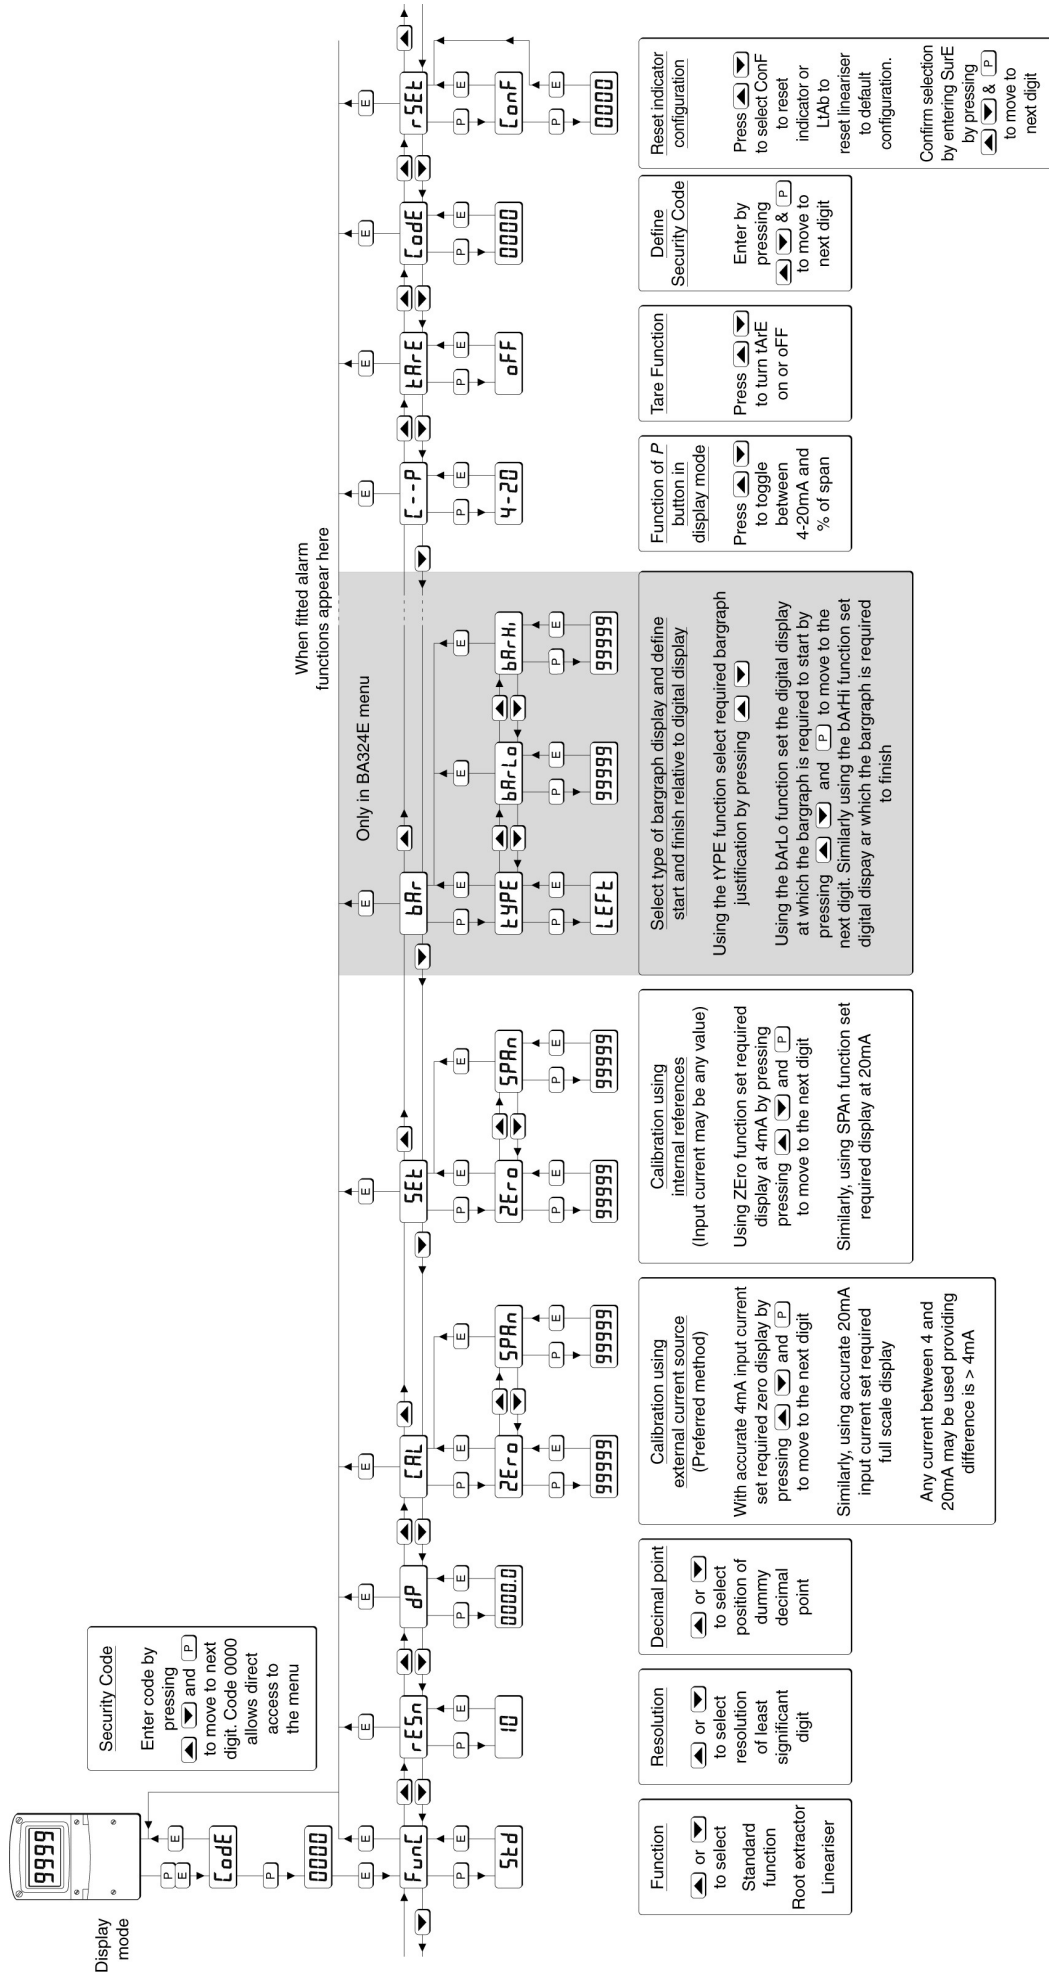 Display
mode
9999
P
E
E
CodE
P
0000
E
E
Security Code
Enter code by
pressing
▲ ▼ and P
to move to next
digit. Code 0000
allows direct
access to
the menu
When fitted alarm
functions appear here
Only in BA324E menu
FunC
P
E
Std
▲
▼
E
rESn
P
E
10
▲
▼
E
dP
P
E
0000.0
▲
▼
E
CAL
P
E
ZEro
P
E
99999
▲
▼
E
SPAn
P
E
99999
▲
▼
E
SEt
P
E
ZEro
P
E
99999
▲
▼
E
SPAn
P
E
99999
▲
▼
E
bAr
P
E
tYPE
P
E
LEFt
▲
▼
E
bArLo
P
E
99999
▲
▼
E
bArHi
P
E
99999
▲
▼
E
C--P
P
E
4-20
▲
▼
E
tArE
P
E
oFF
▲
▼
E
CodE
P
E
0000
▲
▼
E
rSEt
P
E
ConF
P
E
0000
▲
Function
▲ or ▼
to select
Standard
function
Root extractor
Lineariser
Resolution
▲ or ▼
to select
resolution
of least
significant
digit
Decimal point
▲ or ▼
to select
position of
dummy
decimal
point
Calibration using
external current source
(Preferred method)
With accurate 4mA input current
set required zero display by
pressing ▲ ▼ and P
to move to the next digit
Similarly, using accurate 20mA
input current set required
full scale display
Any current between 4 and
20mA may be used providing
difference is > 4mA
Calibration using
internal references
(Input current may be any value)
Using ZEro function set required
display at 4mA by pressing
pressing ▲ ▼ and P
to move to the next digit
Similarly, using SPAn function set
required display at 20mA
Select type of bargraph display and define
start and finish relative to digital display
Using the tYPE function select required bargraph
justification by pressing ▲ ▼
Using the bArLo function set the digital display
at which the bargraph is required to start by
pressing ▲ ▼ and P to move to the
next digit. Similarly using the bArHi function set
digital dispay ar which the bargraph is required
to finish
Function of P
button in
display mode
Press ▲ ▼
to toggle
between
4-20mA and
% of span
Tare Function
Press ▲ ▼
to turn tArE
on or oFF
Define
Security Code
Enter by
pressing
▲ ▼ & P
to move to
next digit
Reset indicator
configuration
Press ▲ ▼
to select ConF
to reset
indicator or
LtAb to
reset lineariser
to default
configuration.
Confirm selection
by entering SurE
by pressing
▲ ▼ & P
to move to
next digit